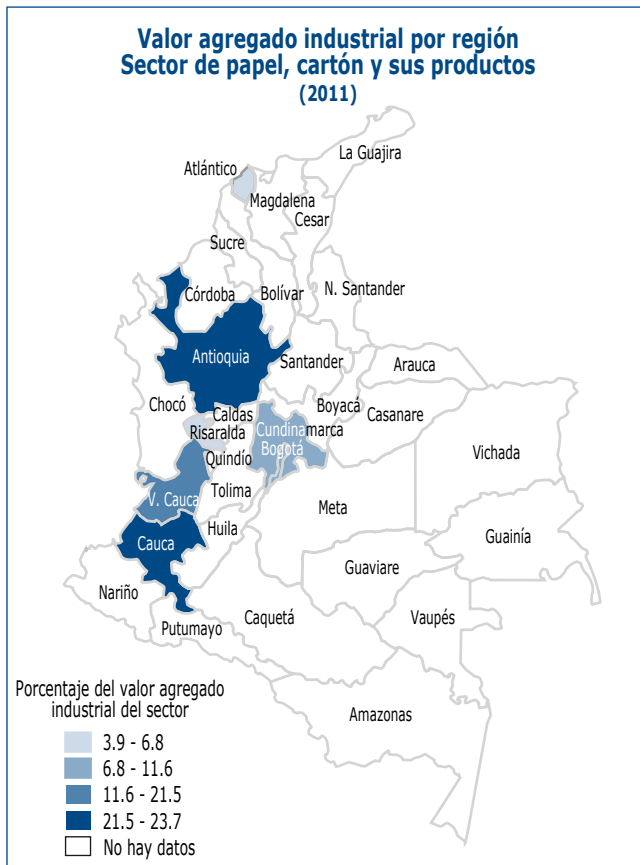 Valor agregado industrial por región
Sector de papel, cartón y sus productos
(2011)
La Guajira
Atlántico
Magdalena
Cesar
Sucre
Córdoba
Bolívar
N. Santander
Antioquia
Santander
Arauca
Chocó
Caldas
Boyacá
Casanare
Risaralda
Cundinamarca
Bogotá
Quindío
Vichada
V. Cauca
Tolima
Meta
Cauca
Huila
Guainía
Guaviare
Nariño
Caquetá
Vaupés
Putumayo
Amazonas
Porcentaje del valor agregado
industrial del sector
3.9 - 6.8
6.8 - 11.6
11.6 - 21.5
21.5 - 23.7
No hay datos